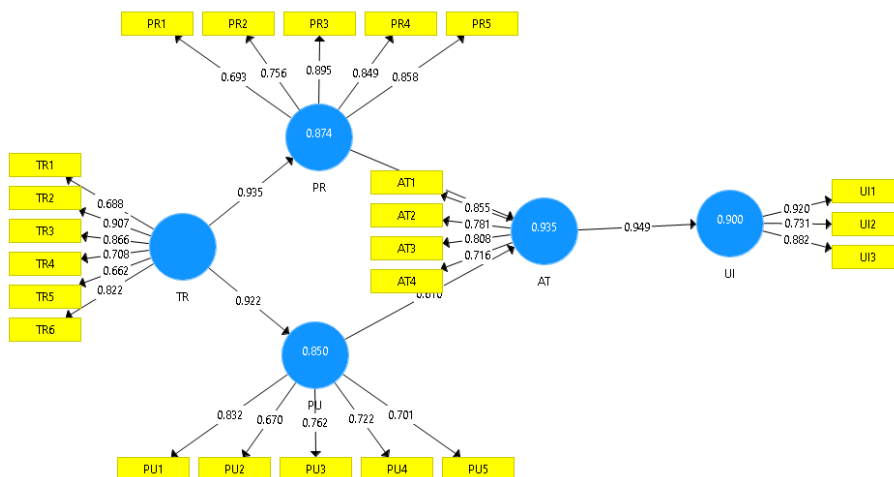 PR1 PR2 PR3 PR4 PR5
0.693 0.756 0.895 0.849 0.858
0.874
PR
TR1
TR2
TR3
TR4
TR5
TR6
0.688
0.907
0.866
0.708
0.662
0.822
TR
0.935
0.922
AT1
AT2
AT3
AT4
0.855
0.781
0.808
0.716
0.935
AT
0.949
0.900
UI
0.920
0.731
0.882
UI1
UI2
UI3
0.610
0.850
PU
0.832 0.670 0.762 0.722 0.701
PU1 PU2 PU3 PU4 PU5